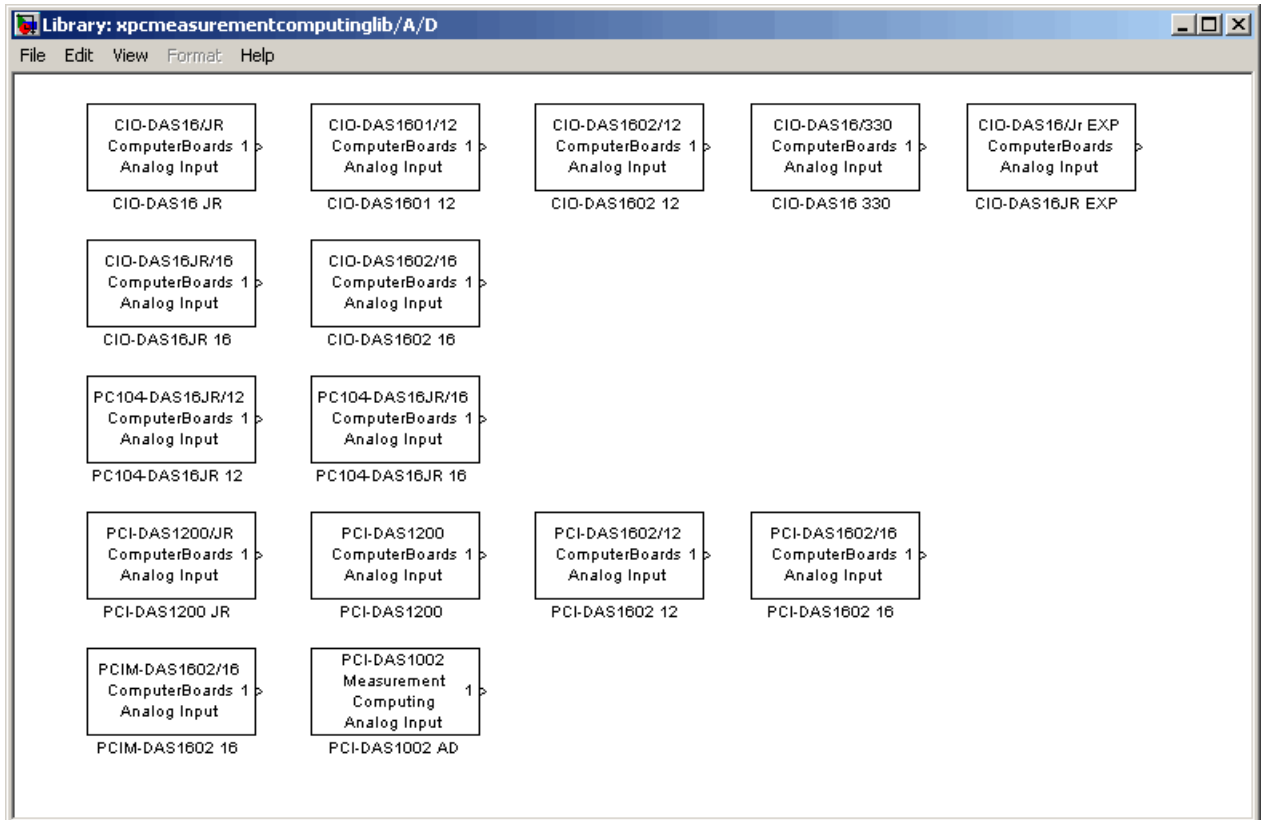 Library: xpcmeasurementcomputinglib/A/D
File Edit View Format Help
CIO-DAS16/JR
ComputerBoards 1
Analog Input
CIO-DAS16 JR
CIO-DAS1601/12
ComputerBoards 1
Analog Input
CIO-DAS1601 12
CIO-DAS1602/12
ComputerBoards 1
Analog Input
CIO-DAS1602 12
CIO-DAS16/330
ComputerBoards 1
Analog Input
CIO-DAS16 330
CIO-DAS16/Jr EXP
ComputerBoards
Analog Input
CIO-DAS16JR EXP
CIO-DAS16JR/16
ComputerBoards 1
Analog Input
CIO-DAS16JR 16
CIO-DAS1602/16
ComputerBoards 1
Analog Input
CIO-DAS1602 16
PC104-DAS16JR/12
ComputerBoards 1
Analog Input
PC104-DAS16JR 12
PC104-DAS16JR/16
ComputerBoards 1
Analog Input
PC104-DAS16JR 16
PCI-DAS1200/JR
ComputerBoards 1
Analog Input
PCI-DAS1200 JR
PCI-DAS1200
ComputerBoards 1
Analog Input
PCI-DAS1200
PCI-DAS1602/12
ComputerBoards 1
Analog Input
PCI-DAS1602 12
PCI-DAS1602/16
ComputerBoards 1
Analog Input
PCI-DAS1602 16
PCIM-DAS1602/16
ComputerBoards 1
Analog Input
PCIM-DAS1602 16
PCI-DAS1002
Measurement
1
Computing
Analog Input
PCI-DAS1002 AD